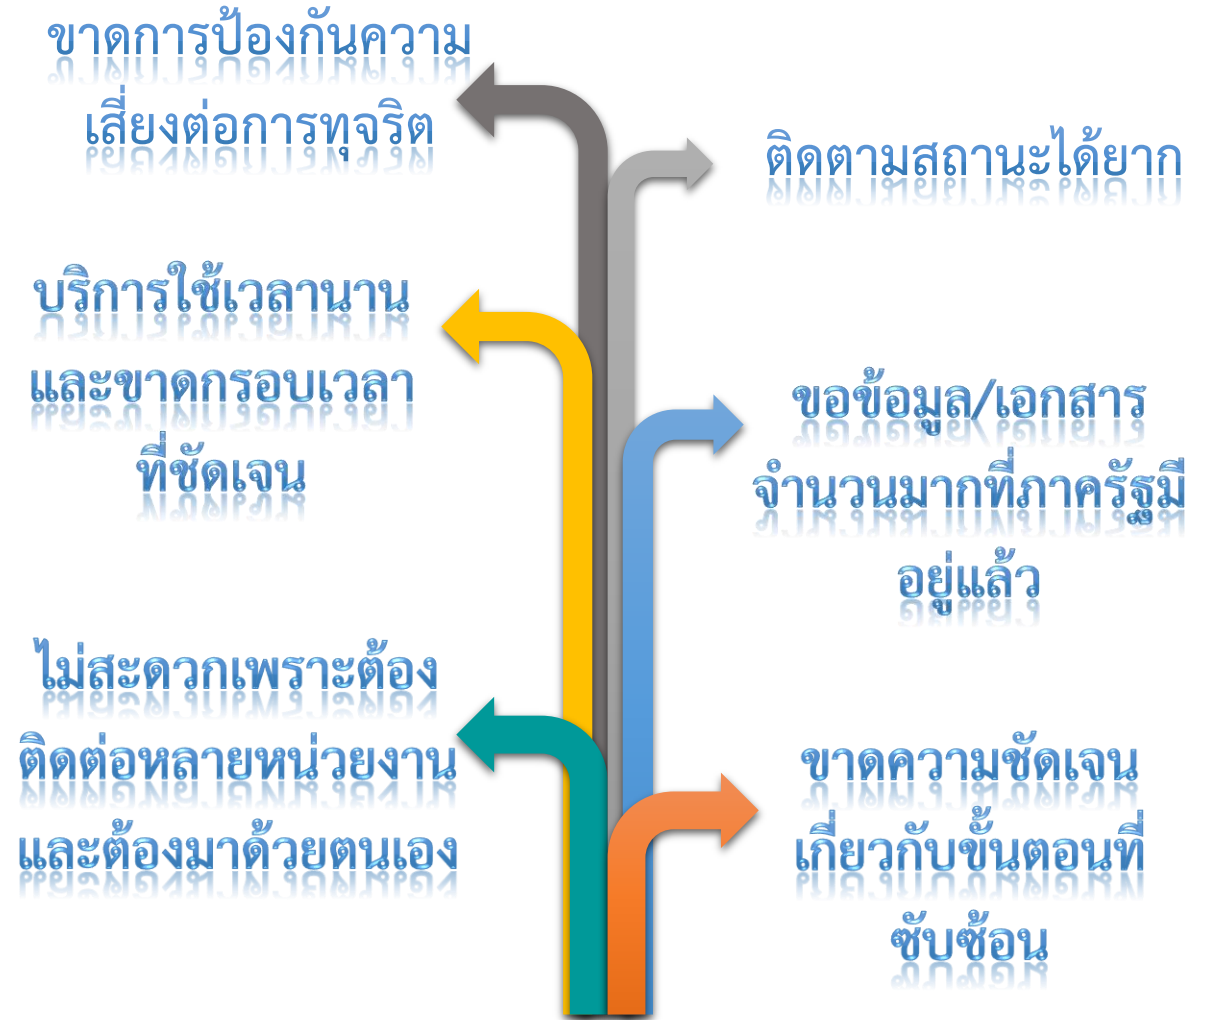 ขาดการป้องกันความ
เสี่ยงต่อการทุจริต
ติดตามสถานะได้ยาก
บริการใช้เวลานาน
และขาดกรอบเวลา
ที่ชัดเจน
ขอข้อมูล/เอกสาร
จำนวนมากที่ภาครัฐมี
อยู่แล้ว
ไม่สะดวกเพราะต้อง
ติดต่อหลายหน่วยงาน
และต้องมาด้วยตนเอง
ขาดความชัดเจน
เกี่ยวกับขั้นตอนที่
ซับซ้อน